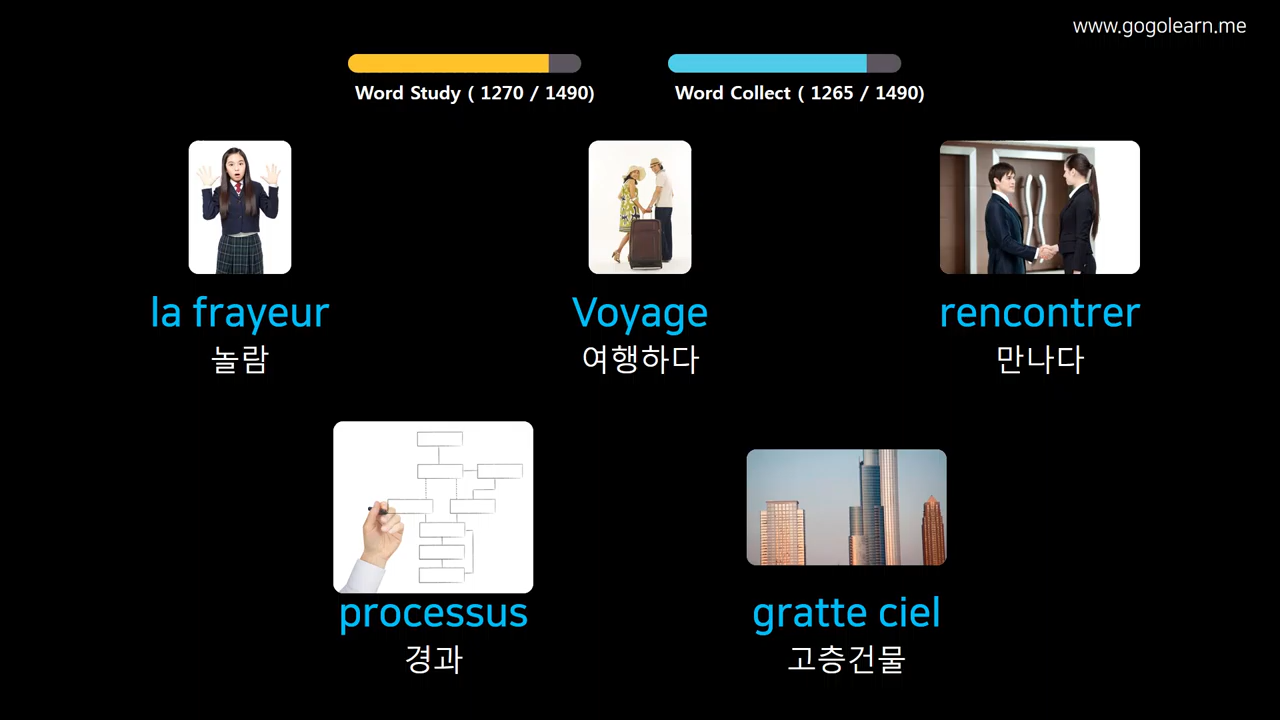 www.gogolearn.me
Word Study ( 1270 / 1490)
Word Collect ( 1265 / 1490)
la frayeur
놀람
Voyage
여행하다
rencontrer
만나다
processus
경과
gratte ciel
고층건물